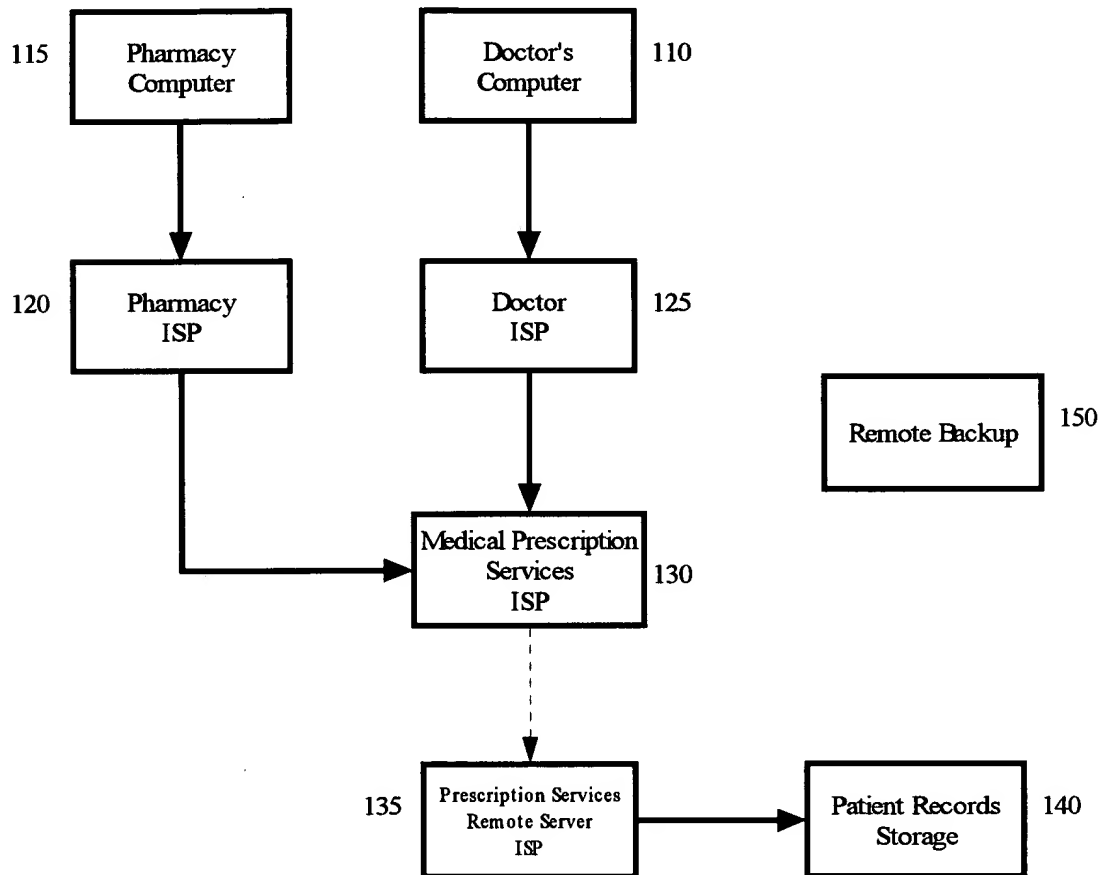 115
Pharmacy
Computer
Doctor's
Computer
110
120
Pharmacy
ISP
Doctor
ISP
125
Remote Backup
150
Medical Prescription
Services
ISP
130
135
Prescription Services
Remote Server
ISP
Patient Records
Storage
140